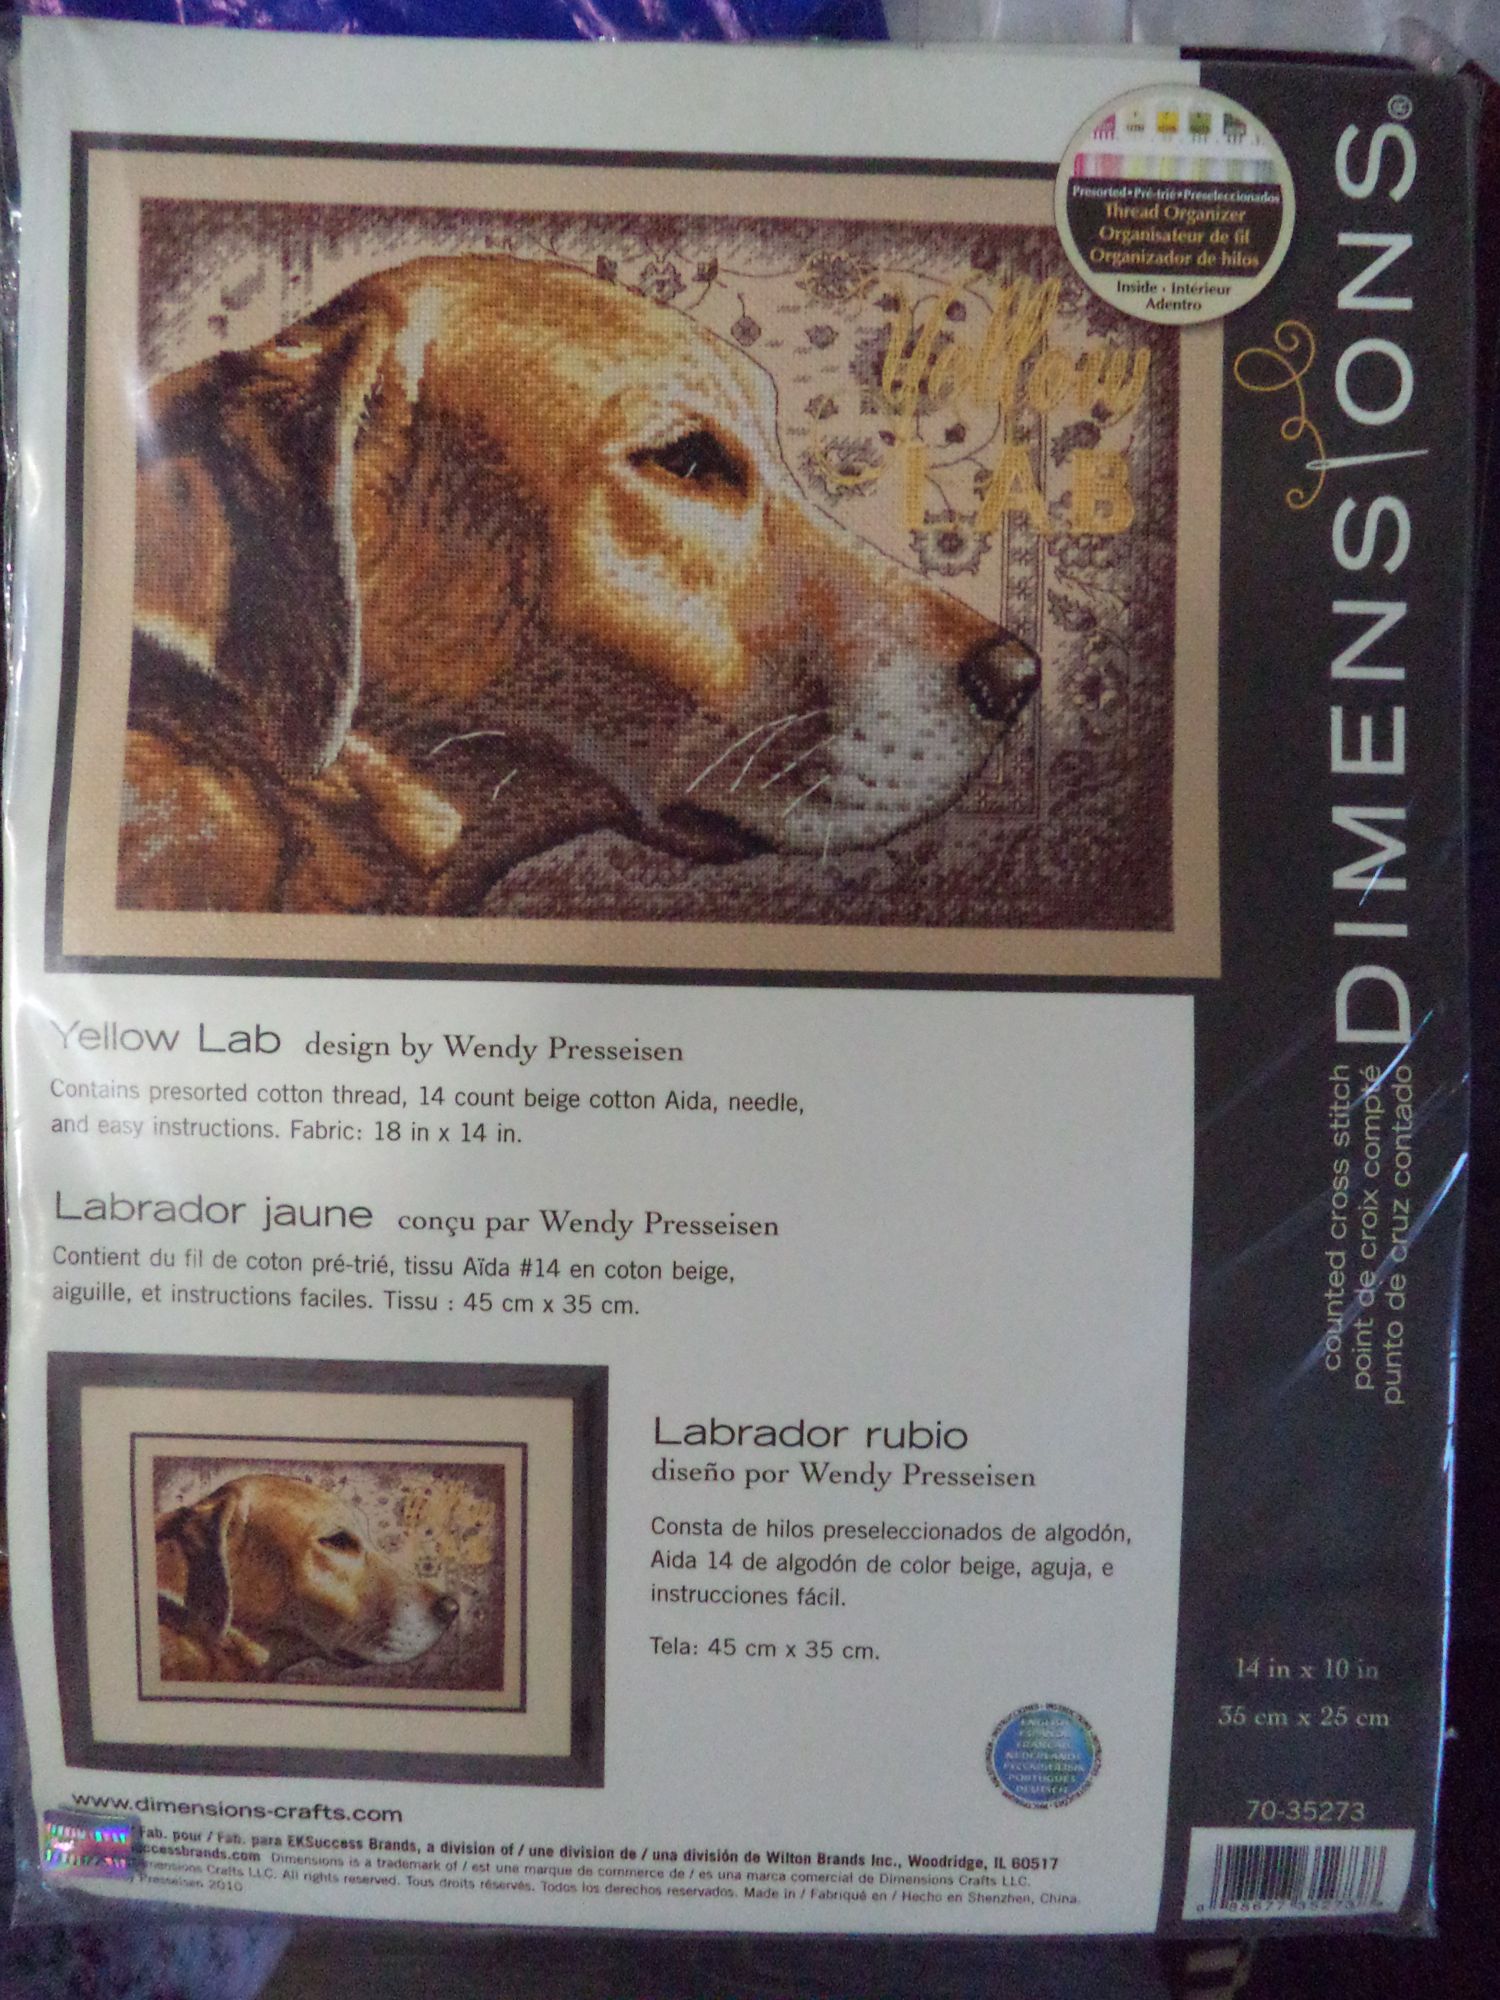 Presorted • Pré-trié • Preseleccionados
Thread Organizer
Organisateur de fil
Organizador de hilos
Inside • Intérieur
Adentro
Yellow
LAB
DIMENSIONS®
counted cross stitch
point de croix compté
punto de cruz contado
Yellow Lab design by Wendy Presseisen
Contains presorted cotton thread, 14 count beige cotton Aida, needle,
and easy instructions. Fabric: 18 in x 14 in.
Labrador jaune conçu par Wendy Presseisen
Contient du fil de coton pré-trié, tissu Aïda #14 en coton beige,
aiguille, et instructions faciles. Tissu : 45 cm x 35 cm.
Labrador rubio
diseño por Wendy Presseisen
Consta de hilos preseleccionados de algodón,
Aida 14 de algodón de color beige, aguja, e
instrucciones fácil.
Tela: 45 cm x 35 cm.
ENGLISH
ESPAÑOL
FRANÇAIS
NEDERLANDS
PORTUGUÊS
DEUTSCH
14 in x 10 in
35 cm x 25 cm
70-35273
www.dimensions-crafts.com
Fab. pour / Fab. para EKSuccess Brands, a division of / une division de / una división de Wilton Brands Inc., Woodridge, IL 60517
Dimensions is a trademark of / est une marque de commerce de / es una marca comercial de Dimensions Crafts LLC.
Crafts LLC. All rights reserved. Tous droits réservés. Todos los derechos reservados. Made in / Fabriqué en / Hecho en Shenzhen, China.
Presseisen 2010